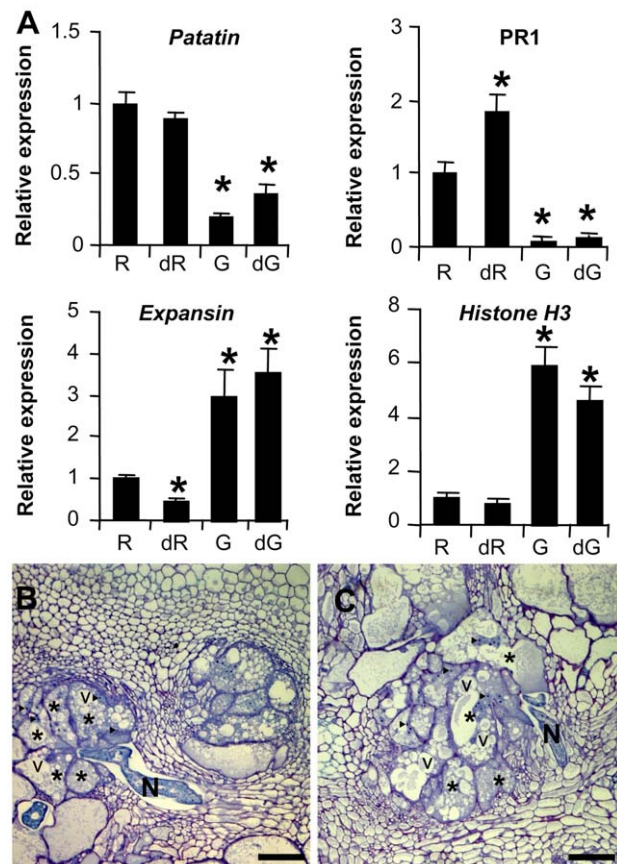 A
Patatin
Relative expression
1.5
1
0.5
0
R dR G dG
* *
PR1
Relative expression
3
2
1
0
R dR G dG
* * *
Expansin
Relative expression
5
4
3
2
1
0
R dR G dG
* * *
Histone H3
Relative expression
8
6
4
2
0
R dR G dG
* *
B
V
* * *
V * *
N
C
*
V
*
V V
* *
N